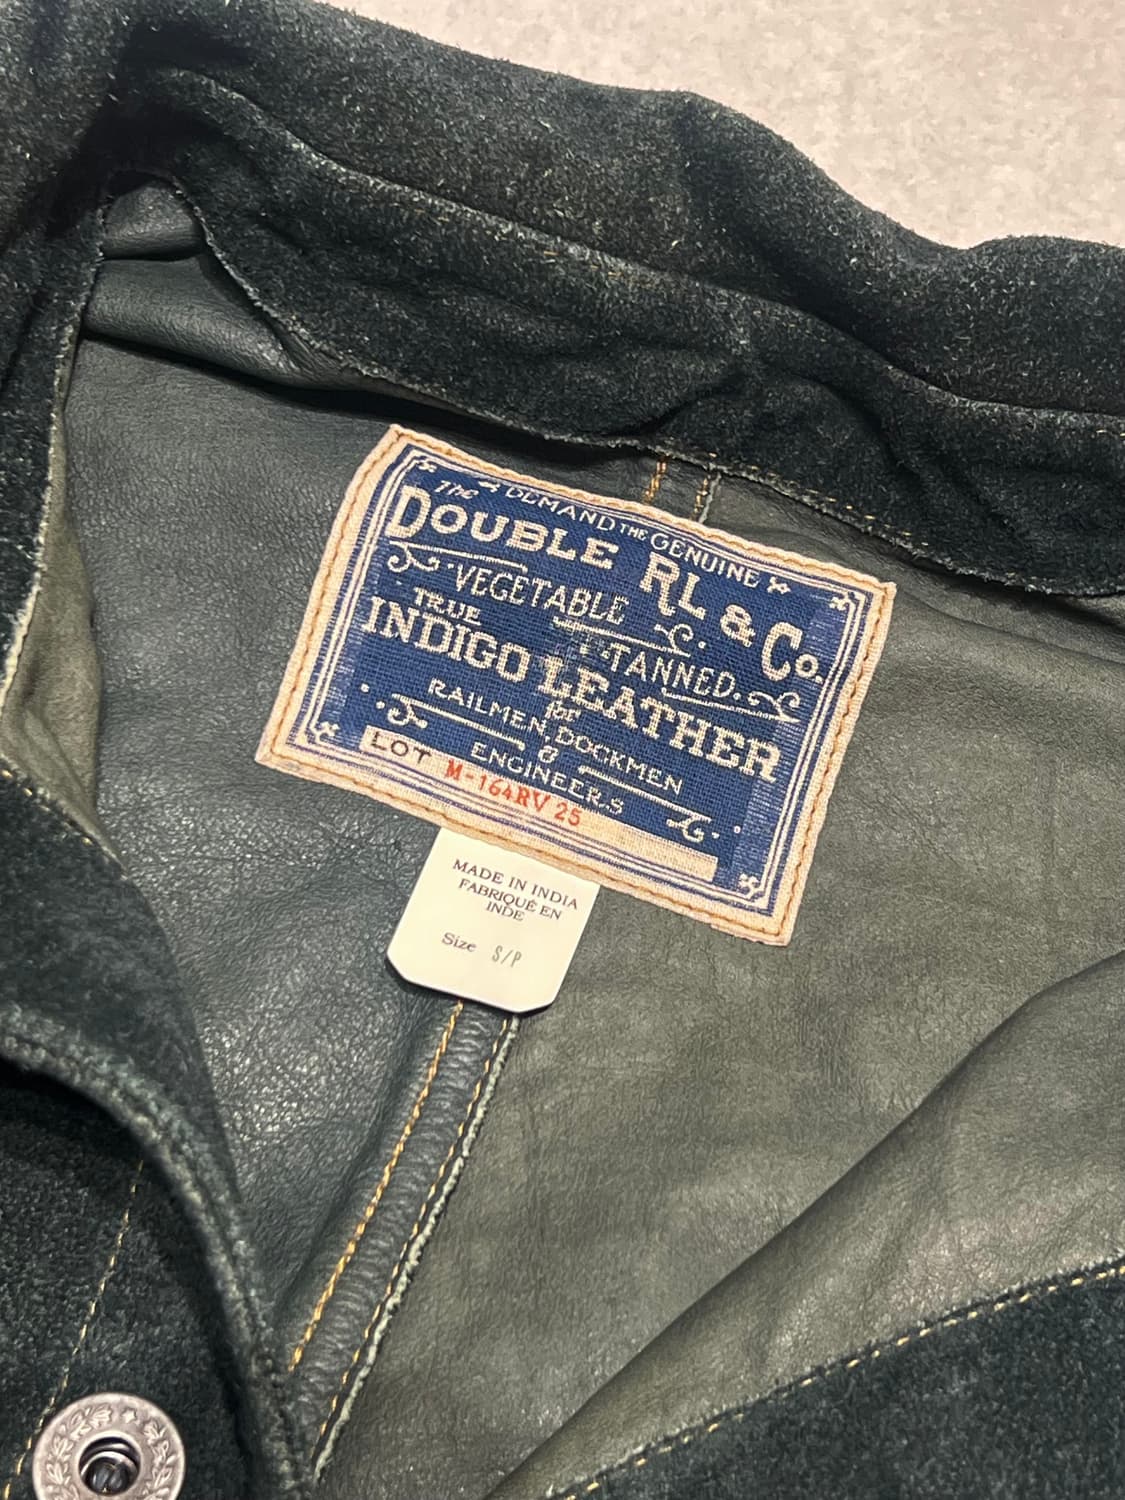 DEMAND THE GENUINE
The
DOUBLE RL & Co.
VEGETABLE
TANNED.
TRUE
INDIGO LEATHER
for
RAILMEN, DOCKMEN
&
ENGINEERS
LOT M-164RV 25
MADE IN INDIA
FABRIQUÉ EN
INDE
Size S/P